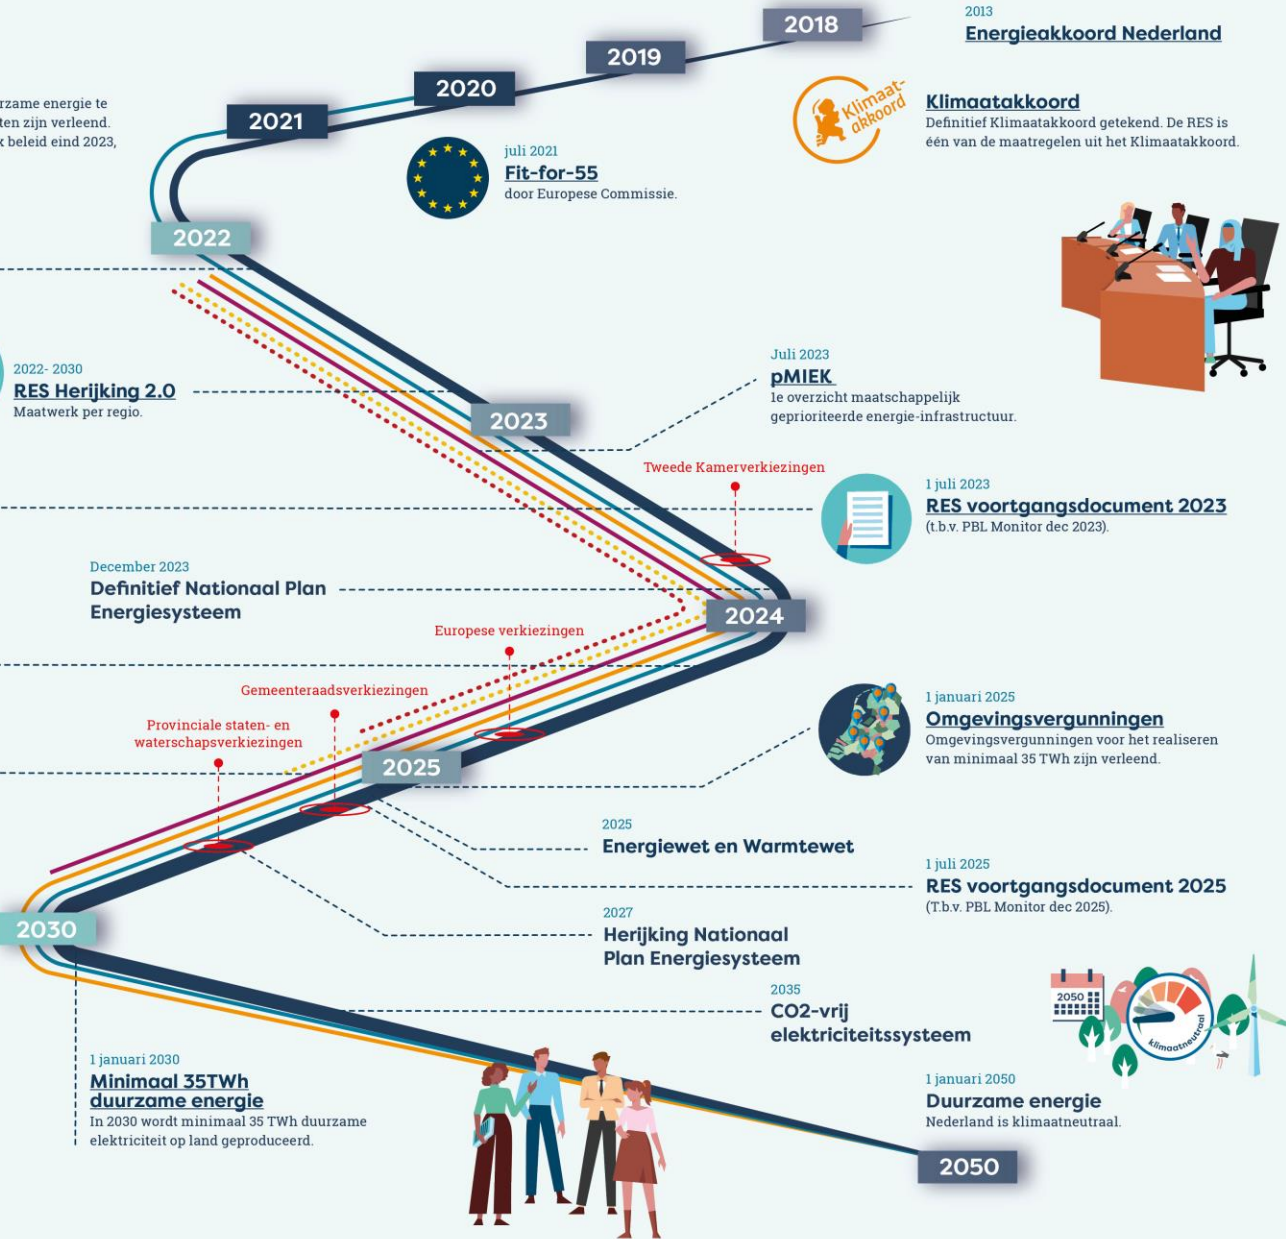 2018
2019
2020
2021
2013
Energieakkoord Nederland
Klimaat-
akkoord
Klimaatakkoord
Definitief Klimaatakkoord getekend. De RES is
één van de maatregelen uit het Klimaatakkoord.
rzame energie te
ten zijn verleend.
k beleid eind 2023,
juli 2021
Fit-for-55
door Europese Commissie.
2022
2022- 2030
RES Herijking 2.0
Maatwerk per regio.
2023
Juli 2023
pMIEK
1e overzicht maatschappelijk
geprioriteerde energie-infrastructuur.
Tweede Kamerverkiezingen
1 juli 2023
RES voortgangsdocument 2023
(t.b.v. PBL Monitor dec 2023).
December 2023
Definitief Nationaal Plan
Energiesysteem
2024
Europese verkiezingen
Gemeenteraadsverkiezingen
Provinciale staten- en
waterschapsverkiezingen
1 januari 2025
Omgevingsvergunningen
Omgevingsvergunningen voor het realiseren
van minimaal 35 TWh zijn verleend.
2025
2025
Energiewet en Warmtewet
1 juli 2025
RES voortgangsdocument 2025
(T.b.v. PBL Monitor dec 2025).
2030
2027
Herijking Nationaal
Plan Energiesysteem
2035
CO2-vrij
elektriciteitssysteem
2050
klimaatneutraal
1 januari 2030
Minimaal 35TWh
duurzame energie
In 2030 wordt minimaal 35 TWh duurzame
elektriciteit op land geproduceerd.
1 januari 2050
Duurzame energie
Nederland is klimaatneutraal.
2050